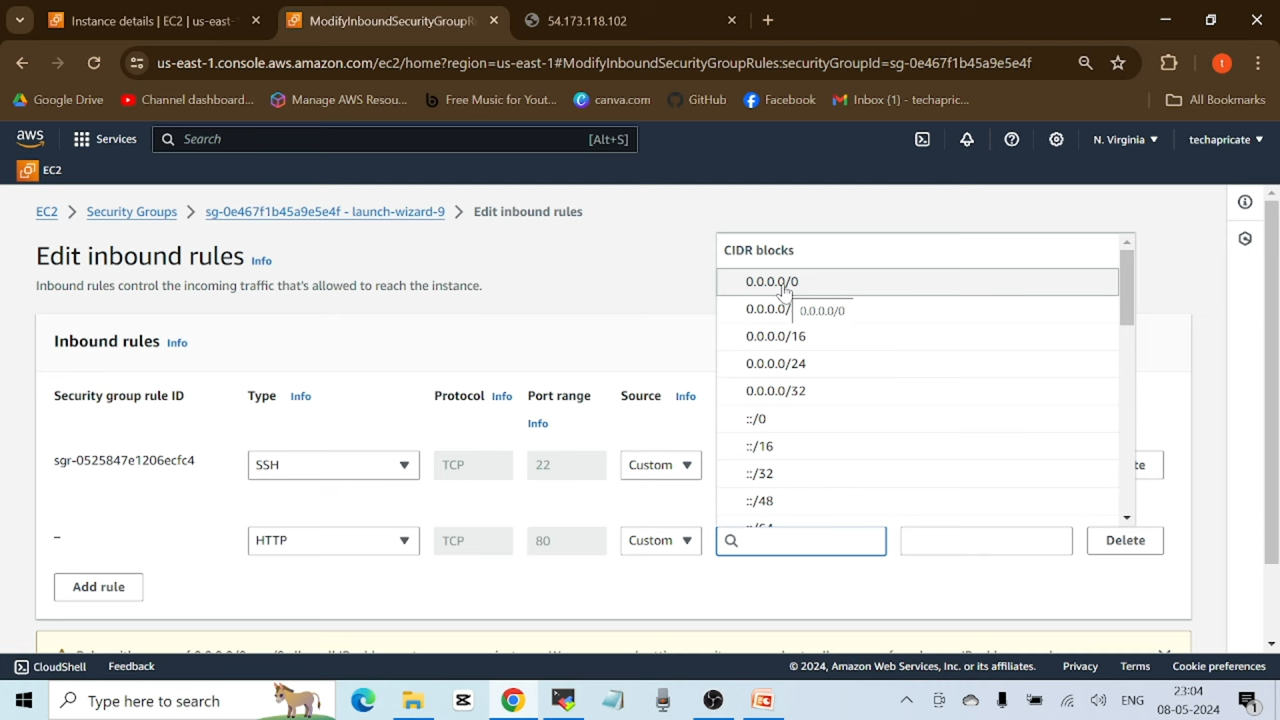 Instance details | EC2 | us-east-
ModifyInboundSecurityGroupRu
54.173.118.102
us-east-1.console.aws.amazon.com/ec2/home?region=us-east-1#ModifyInboundSecurityGroupRules:securityGroupId=sg-0e467f1b45a9e5e4f
t
Google Drive
Channel dashboard...
Manage AWS Resou...
Free Music for Yout...
canva.com
GitHub
Facebook
Inbox (1) - techapric...
All Bookmarks
aws
Services
Search
[Alt+S]
N. Virginia
techapricate
EC2
EC2
Security Groups
sg-0e467f1b45a9e5e4f - launch-wizard-9
Edit inbound rules
Edit inbound rules Info
Inbound rules control the incoming traffic that's allowed to reach the instance.
CIDR blocks
0.0.0.0/0
0.0.0.0/
0.0.0.0/0
0.0.0.0/16
0.0.0.0/24
0.0.0.0/32
::/0
::/16
::/32
::/48
::/64
Inbound rules Info
Security group rule ID
Type Info
Protocol Info
Port range
Info
Source Info
sgr-0525847e1206ecfc4
SSH
TCP
22
Custom
te
–
HTTP
TCP
80
Custom
Delete
Add rule
CloudShell
Feedback
© 2024, Amazon Web Services, Inc. or its affiliates.
Privacy
Terms
Cookie preferences
Type here to search
ENG
23:04
08-05-2024
1